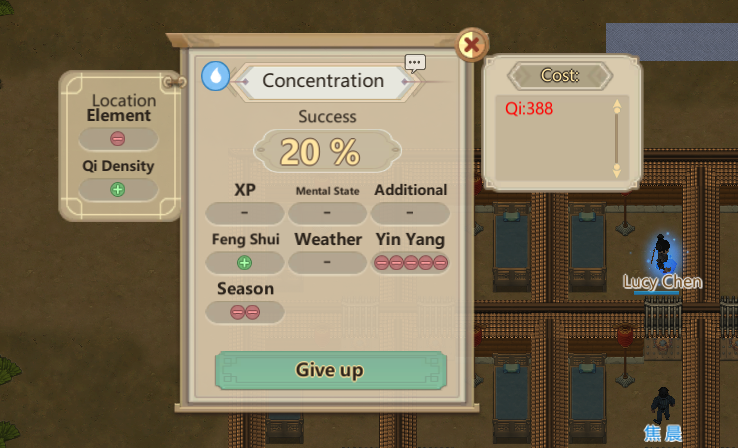 Location
Element
Qi Density
Concentration
Success
20 %
XP
Mental State
Additional
-
-
-
Feng Shui
Weather
Yin Yang
-
Season
Give up
Cost:
Qi:388
Lucy Chen
焦 晨